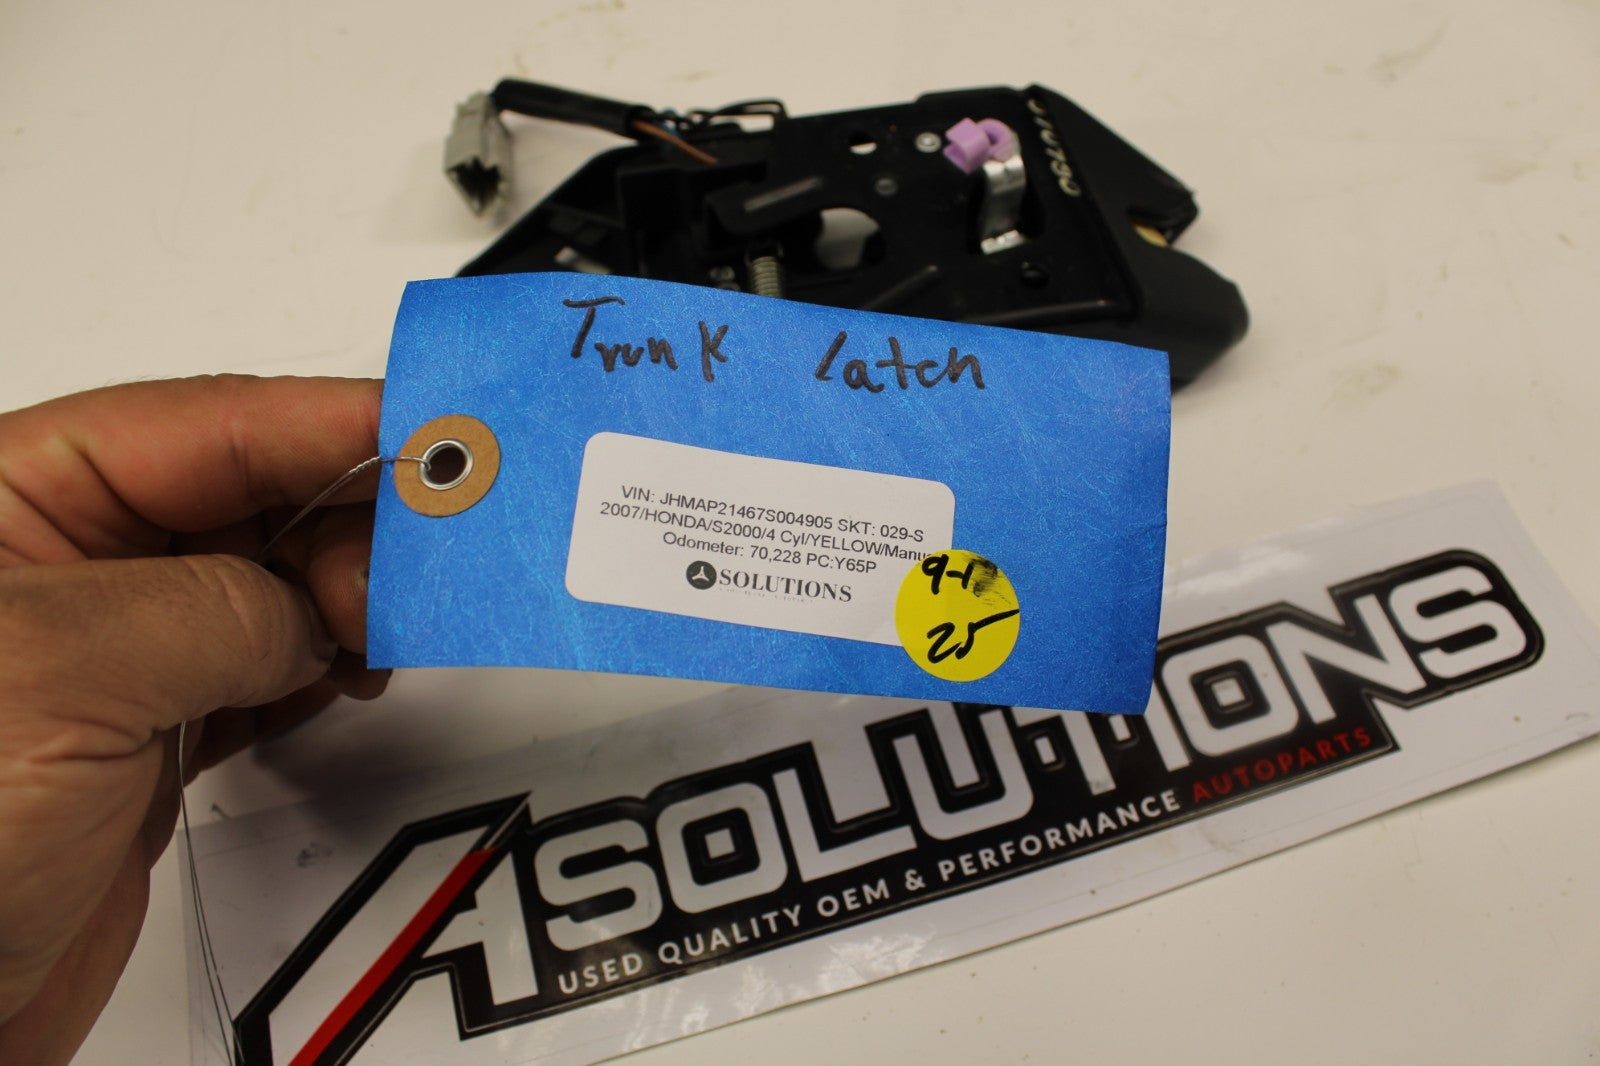 Trunk latch
VIN: JHMAP21467S004905 SKT: 029-S
2007/HONDA/S2000/4 Cyl/YELLOW/Manu
Odometer: 70,228 PC:Y65P
SOLUTIONS
25
ASOLUTIONS
USED QUALITY OEM & PERFORMANCE AUTOPARTS